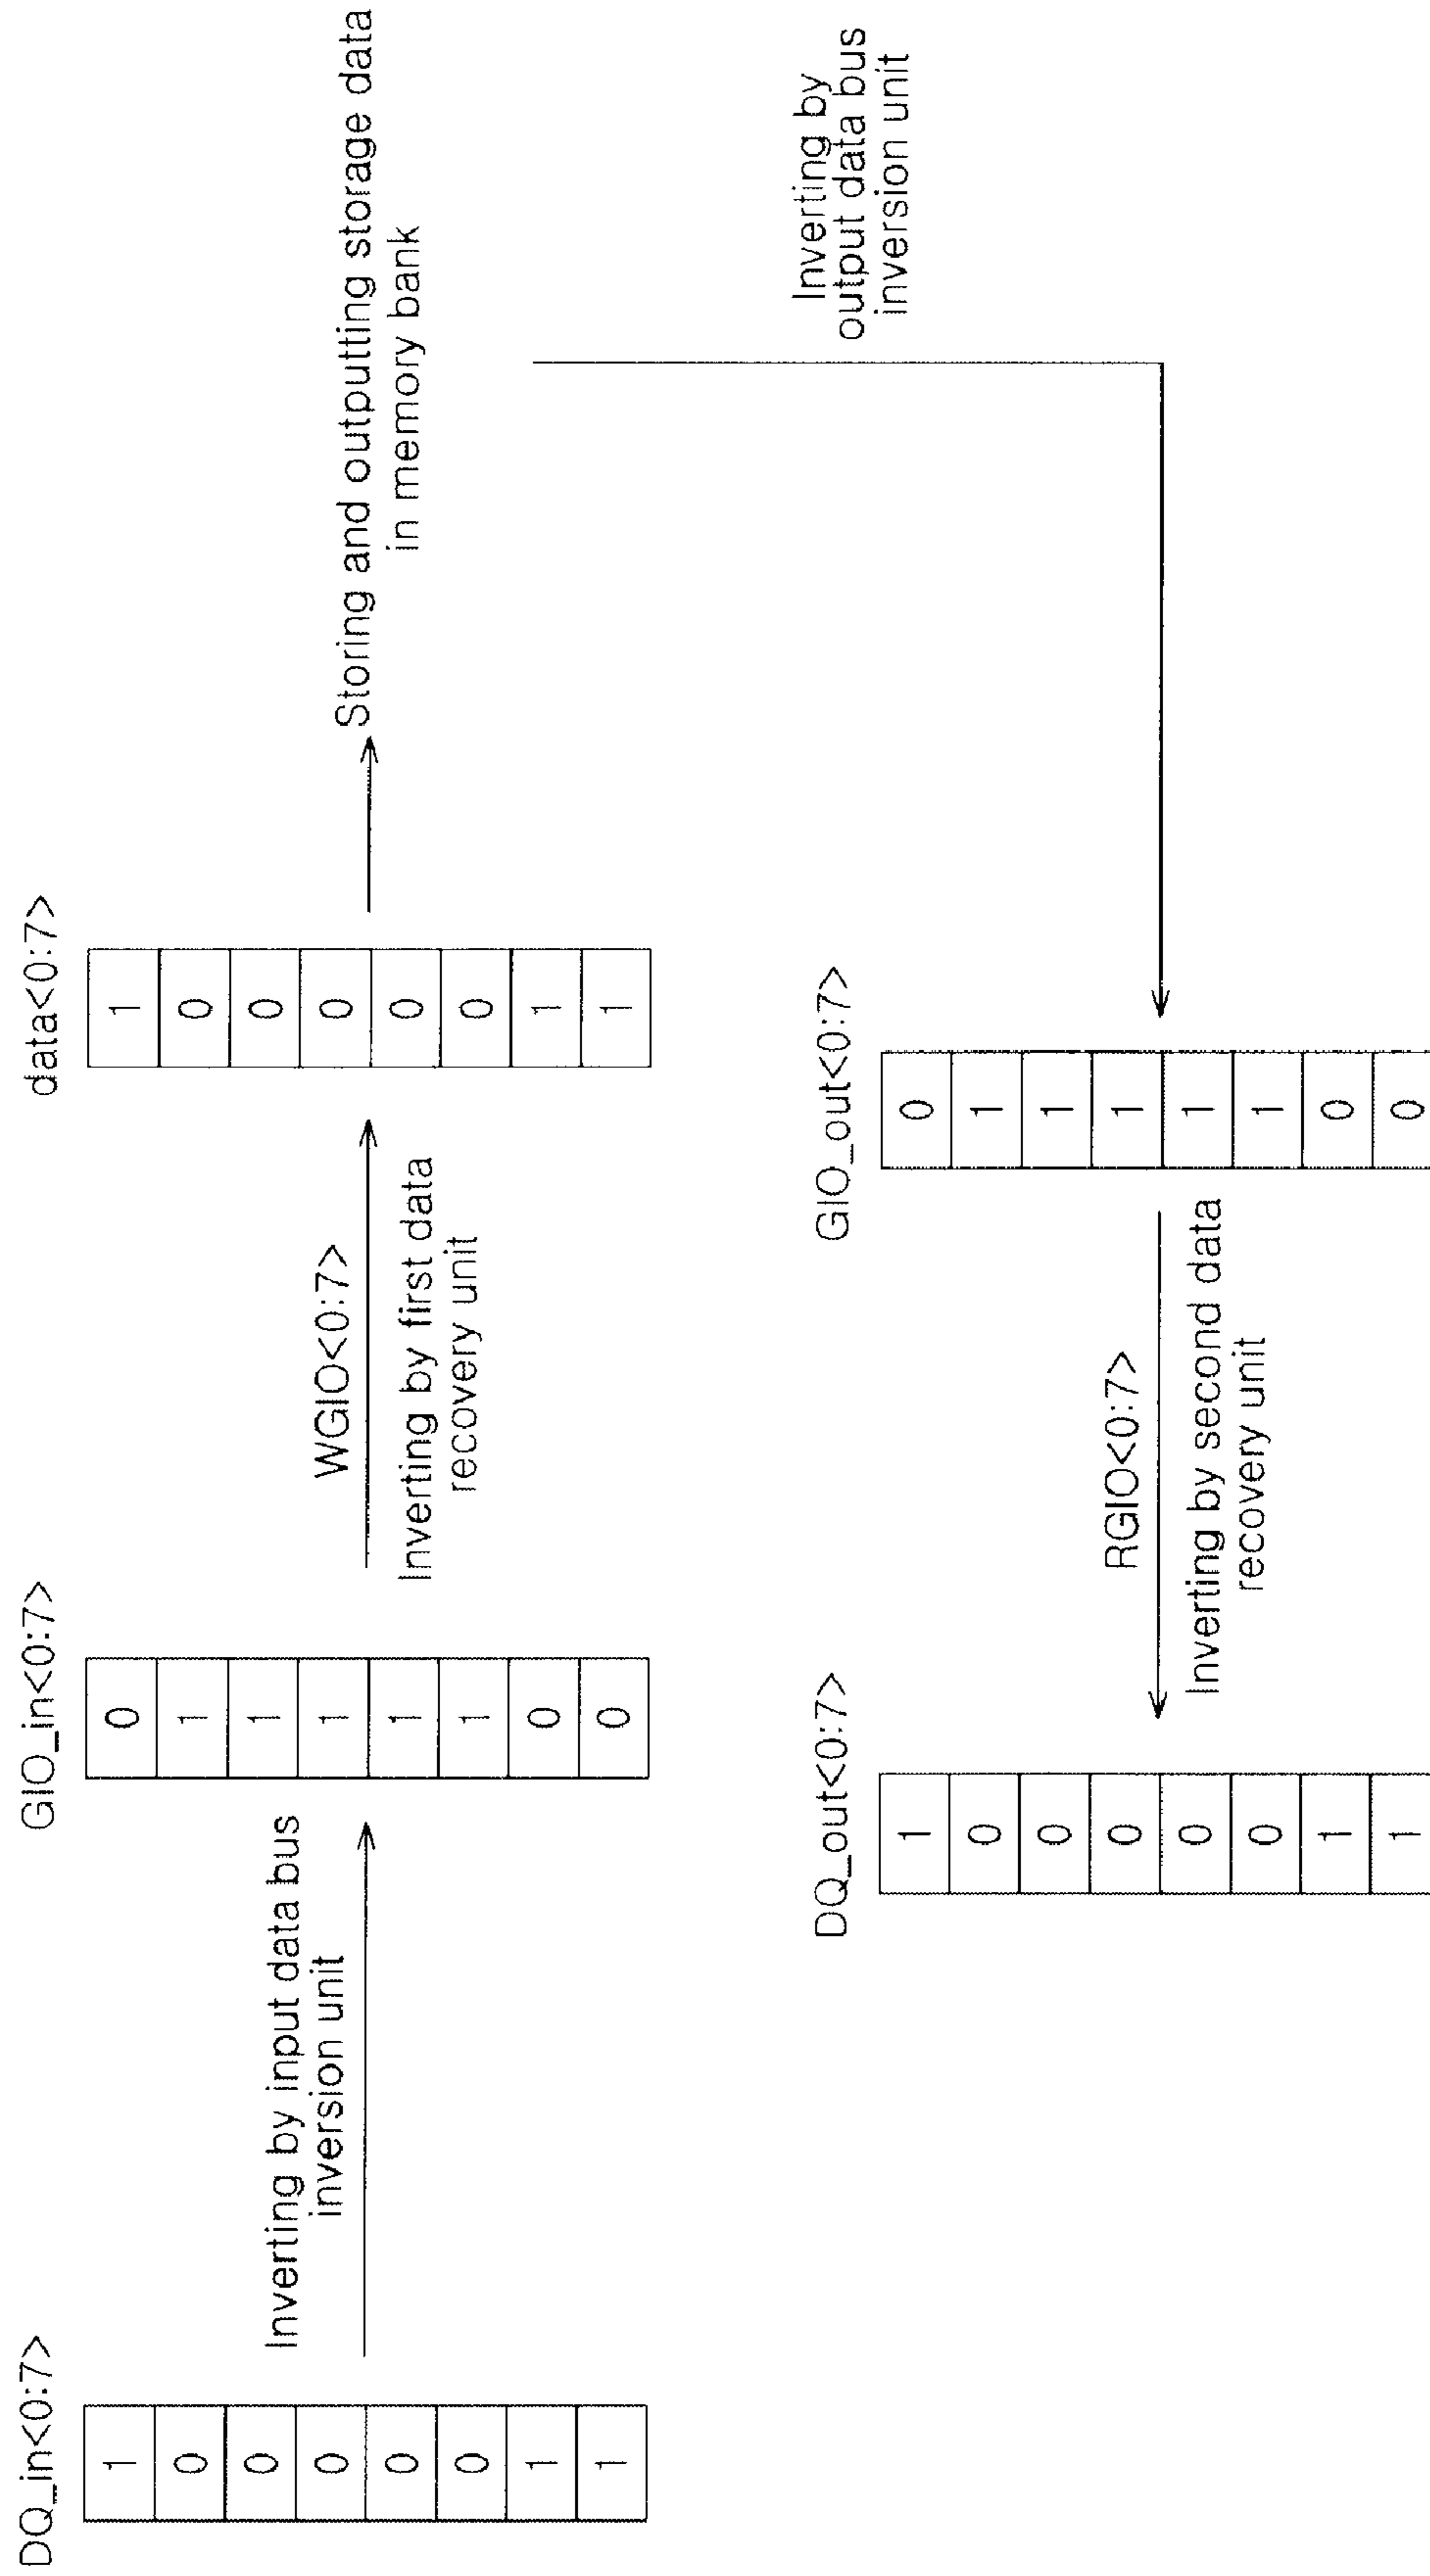 DQ_in<0:7>
1
0
0
0
0
0
1
1
Inverting by input data bus
inversion unit
GIO_in<0:7>
0
1
1
1
1
1
0
0
WGIO<0:7>
Inverting by first data
recovery unit
data<0:7>
1
0
0
0
0
0
1
1
Storing and outputting storage data
in memory bank
Inverting by
output data bus
inversion unit
GIO_out<0:7>
0
1
1
1
1
1
0
0
RGIO<0:7>
Inverting by second data
recovery unit
DQ_out<0:7>
1
0
0
0
0
0
1
1